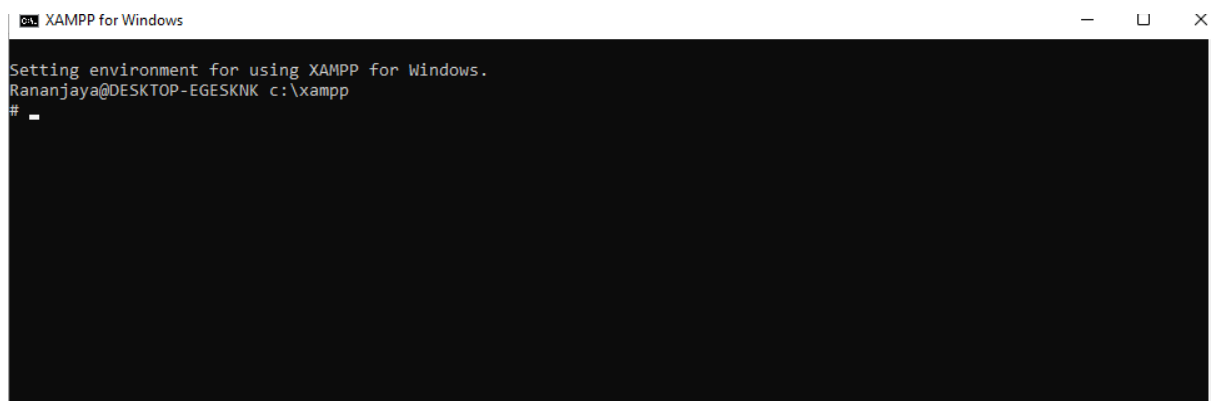 XAMPP for Windows
Setting environment for using XAMPP for Windows.
Rananjaya@DESKTOP-EGESKNK c:\xampp
#